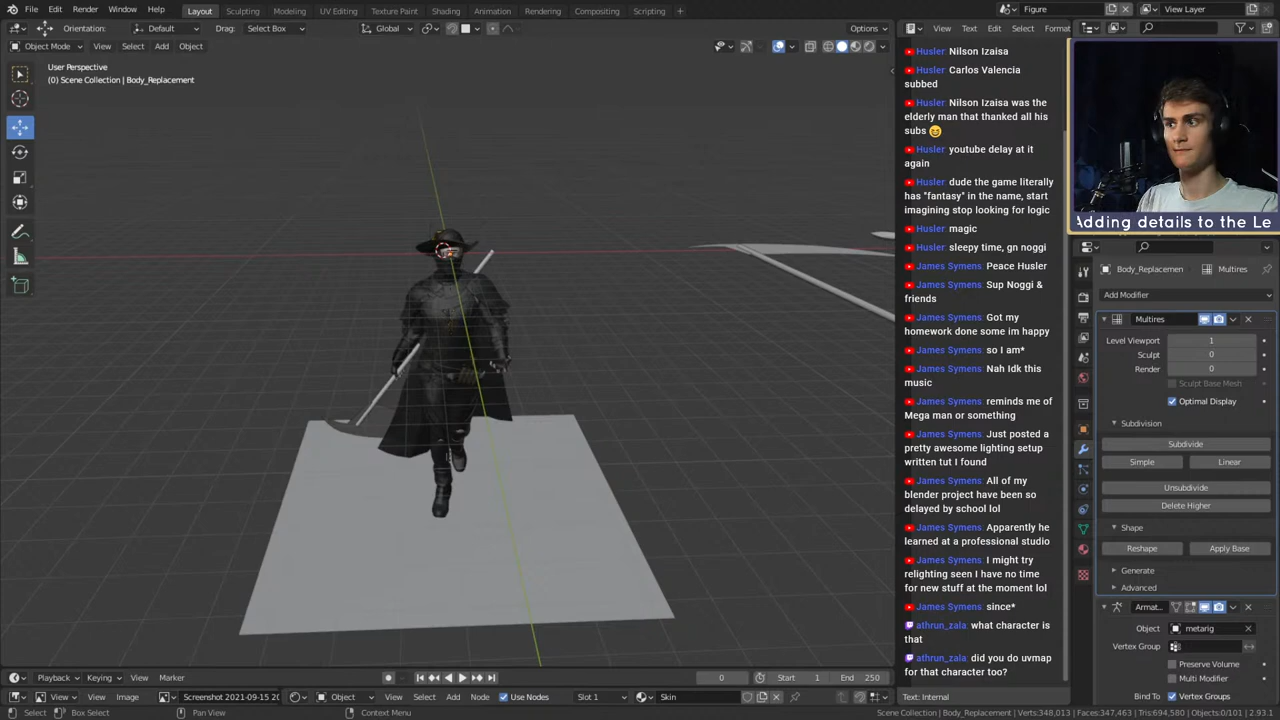 File Edit Render Window Help Layout Sculpting Modeling UV Editing Texture Paint Shading Animation Rendering Compositing Scripting Figure View Layer
Orientation: Default Drag: Select Box Global Options View Text Edit Select Format
Object Mode View Select Add Object
User Perspective
(0) Scene Collection | Body_Replacement
Husler: Nilson Izaisa
Husler: Carlos Valencia
subbed
Husler: Nilson Izaisa was the
elderly man that thanked all his
subs 😆
Husler: youtube delay at it
again
Husler: dude the game literally
has "fantasy" in the name, start
imagining stop looking for logic
Husler: magic
Husler: sleepy time, gn noggi
James Symens: Peace Husler
James Symens: Sup Noggi &
friends
James Symens: Got my
homework done some im happy
James Symens: so I am*
James Symens: Nah Idk this
music
James Symens: reminds me of
Mega man or something
James Symens: Just posted a
pretty awesome lighting setup
written tut I found
James Symens: All of my
blender project have been so
delayed by school lol
James Symens: Apparently he
learned at a professional studio
James Symens: I might try
relighting seen I have no time
for new stuff at the moment lol
James Symens: since*
athrun_zala: what character is
that
athrun_zala: did you do uvmap
for that character too?
Text: Internal
Adding details to the Le
Body_Replacemen Multires
Add Modifier
Multires
Level Viewport 1
Sculpt 0
Render 0
Sculpt Base Mesh
Optimal Display
Subdivision
Subdivide
Simple Linear
Unsubdivide
Delete Higher
Shape
Reshape Apply Base
Generate
Advanced
Armat...
Object metarig
Vertex Group
Preserve Volume
Multi Modifier
Bind To Vertex Groups
Playback Keying View Marker 0 Start 1 End 250
View Image Screenshot 2021-09-15 20 Object View Select Add Node Use Nodes Slot 1 Skin
Select Box Select Pan View Context Menu Scene Collection | Body_Replacement | Verts:348,013 | Faces:347,463 | Tris:694,580 | Objects:0/101 | 2.93.1